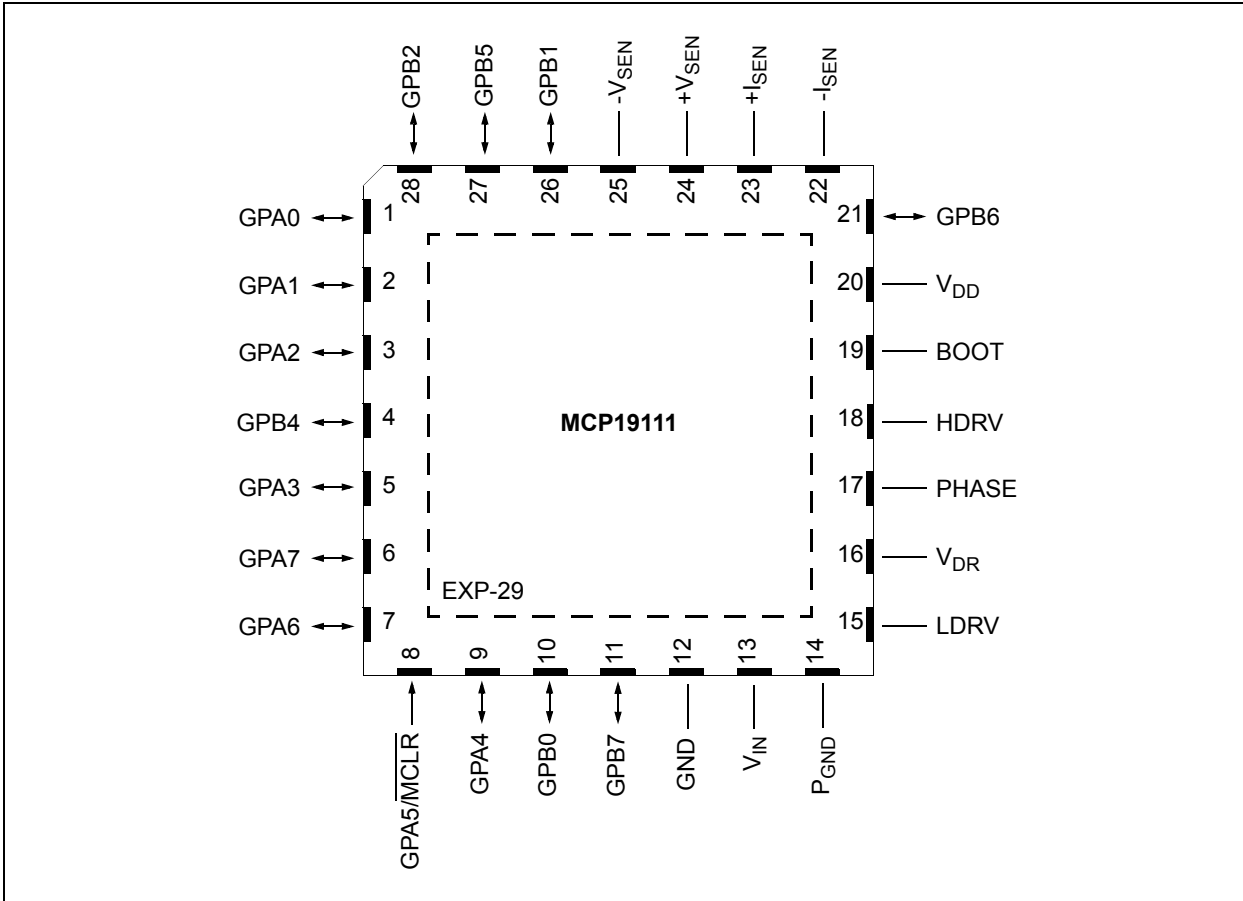 GPB2
GPB5
GPB1
-VSEN
+VSEN
+ISEN
-ISEN
28
27
26
25
24
23
22
GPA0 1
GPA1 2
GPA2 3
GPB4 4
GPA3 5
GPA7 6
GPA6 7
21 GPB6
20 VDD
19 BOOT
18 HDRV
17 PHASE
16 VDR
15 LDRV
MCP19111
EXP-29
8
9
10
11
12
13
14
GPA5/MCLR
GPA4
GPB0
GPB7
GND
VIN
PGND